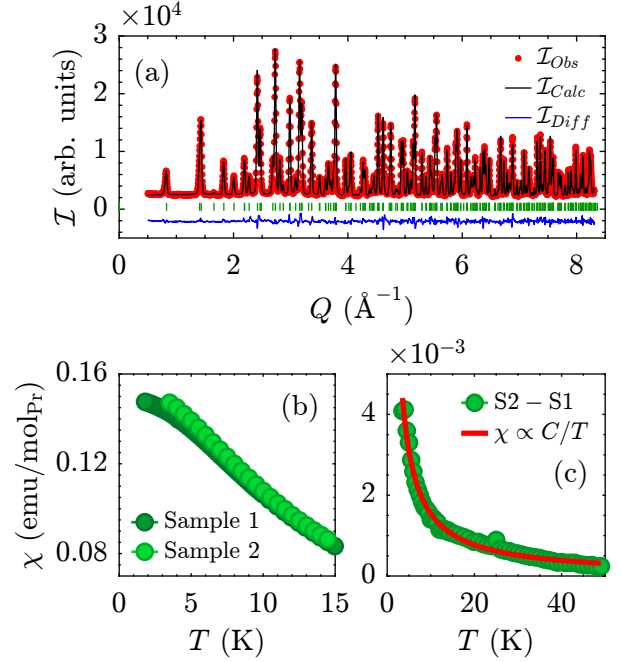 ×10⁴
3
2
1
0
I (arb. units)
(a)
I_Obs
I_Calc
I_Diff
0 2 4 6 8
Q (Å⁻¹)
0.16
0.12
0.08
χ (emu/mol_Pr)
(b)
Sample 1
Sample 2
0 5 10 15
T (K)
×10⁻³
4
2
0
S2 − S1
χ ∝ C/T
(c)
0 20 40
T (K)